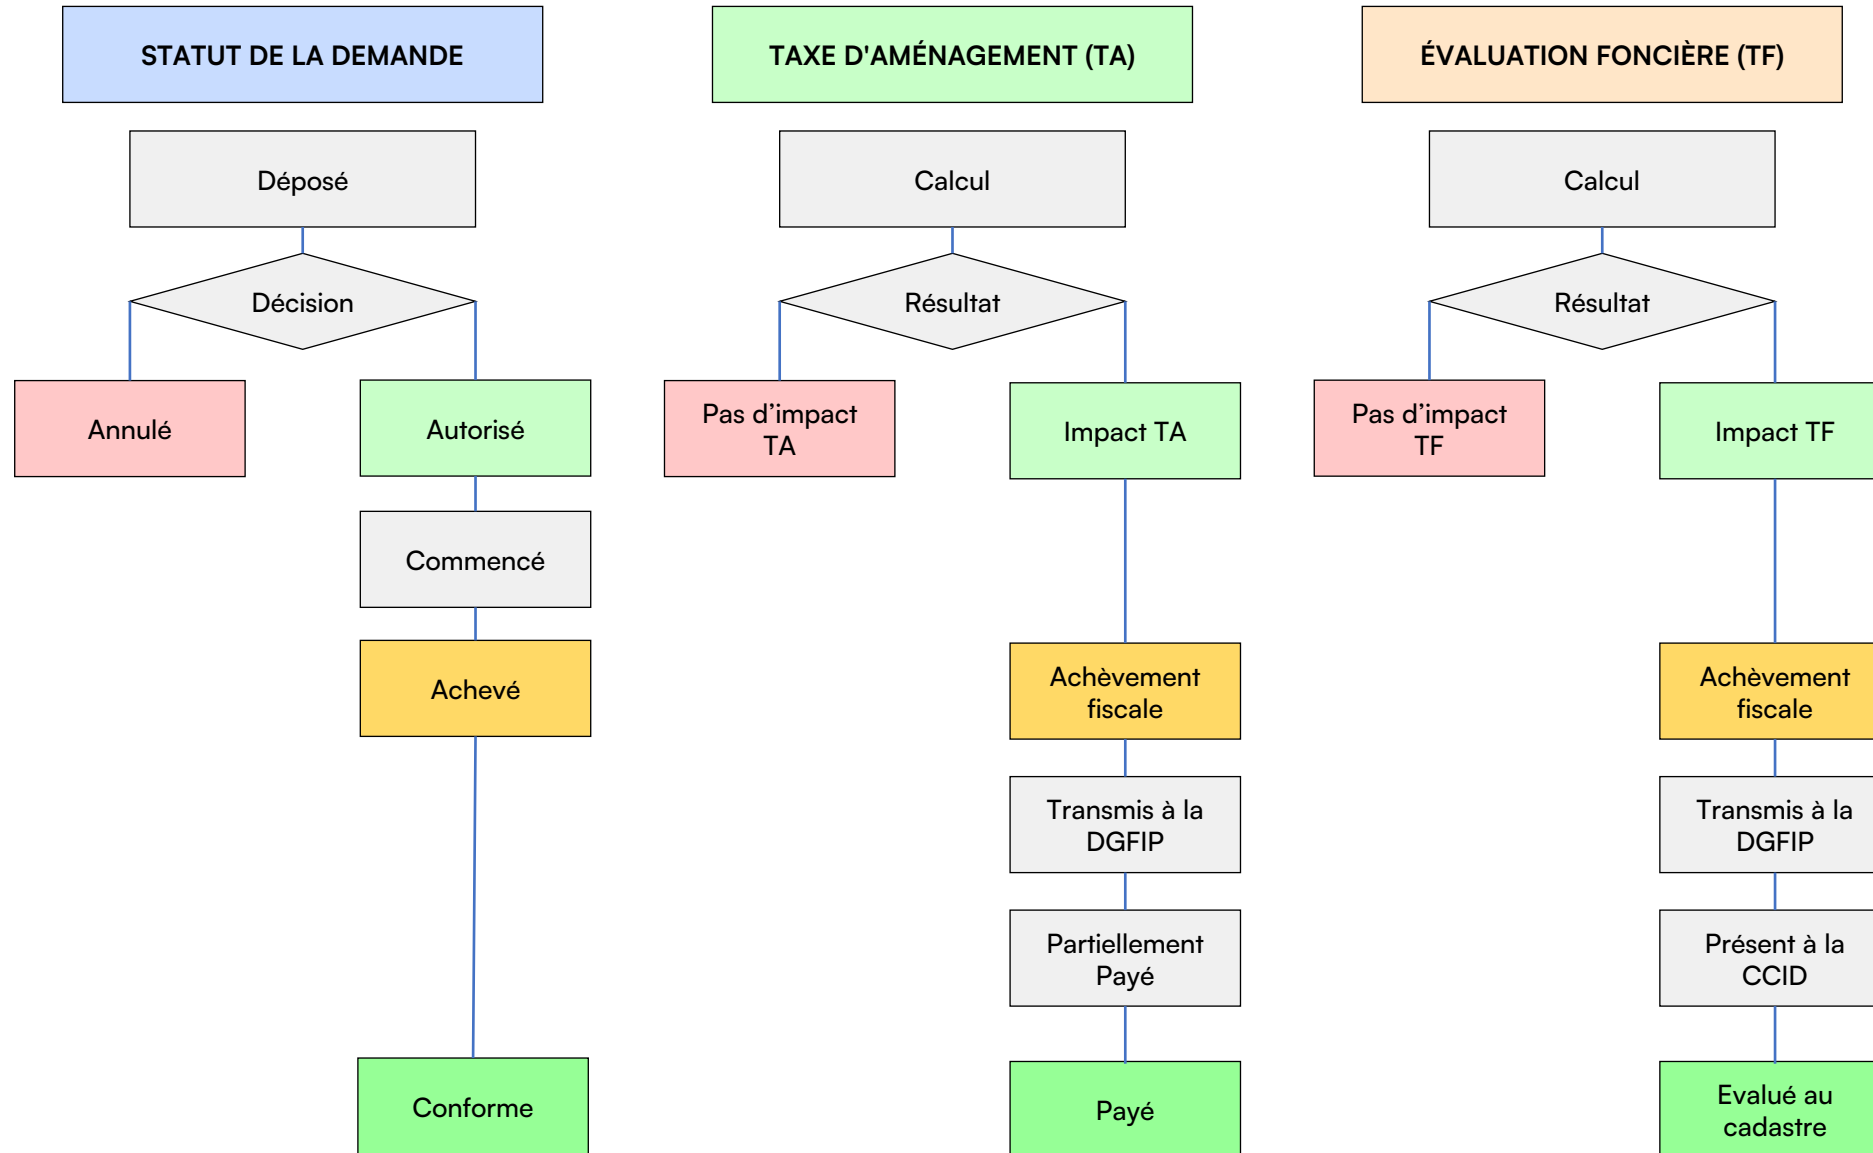 STATUT DE LA DEMANDE
Déposé
Décision
Annulé
Autorisé
Commencé
Achevé
Conforme
TAXE D'AMÉNAGEMENT (TA)
Calcul
Résultat
Pas d’impact
TA
Impact TA
Achèvement
fiscale
Transmis à la
DGFIP
Partiellement
Payé
Payé
ÉVALUATION FONCIÈRE (TF)
Calcul
Résultat
Pas d’impact
TF
Impact TF
Achèvement
fiscale
Transmis à la
DGFIP
Présent à la
CCID
Evalué au
cadastre